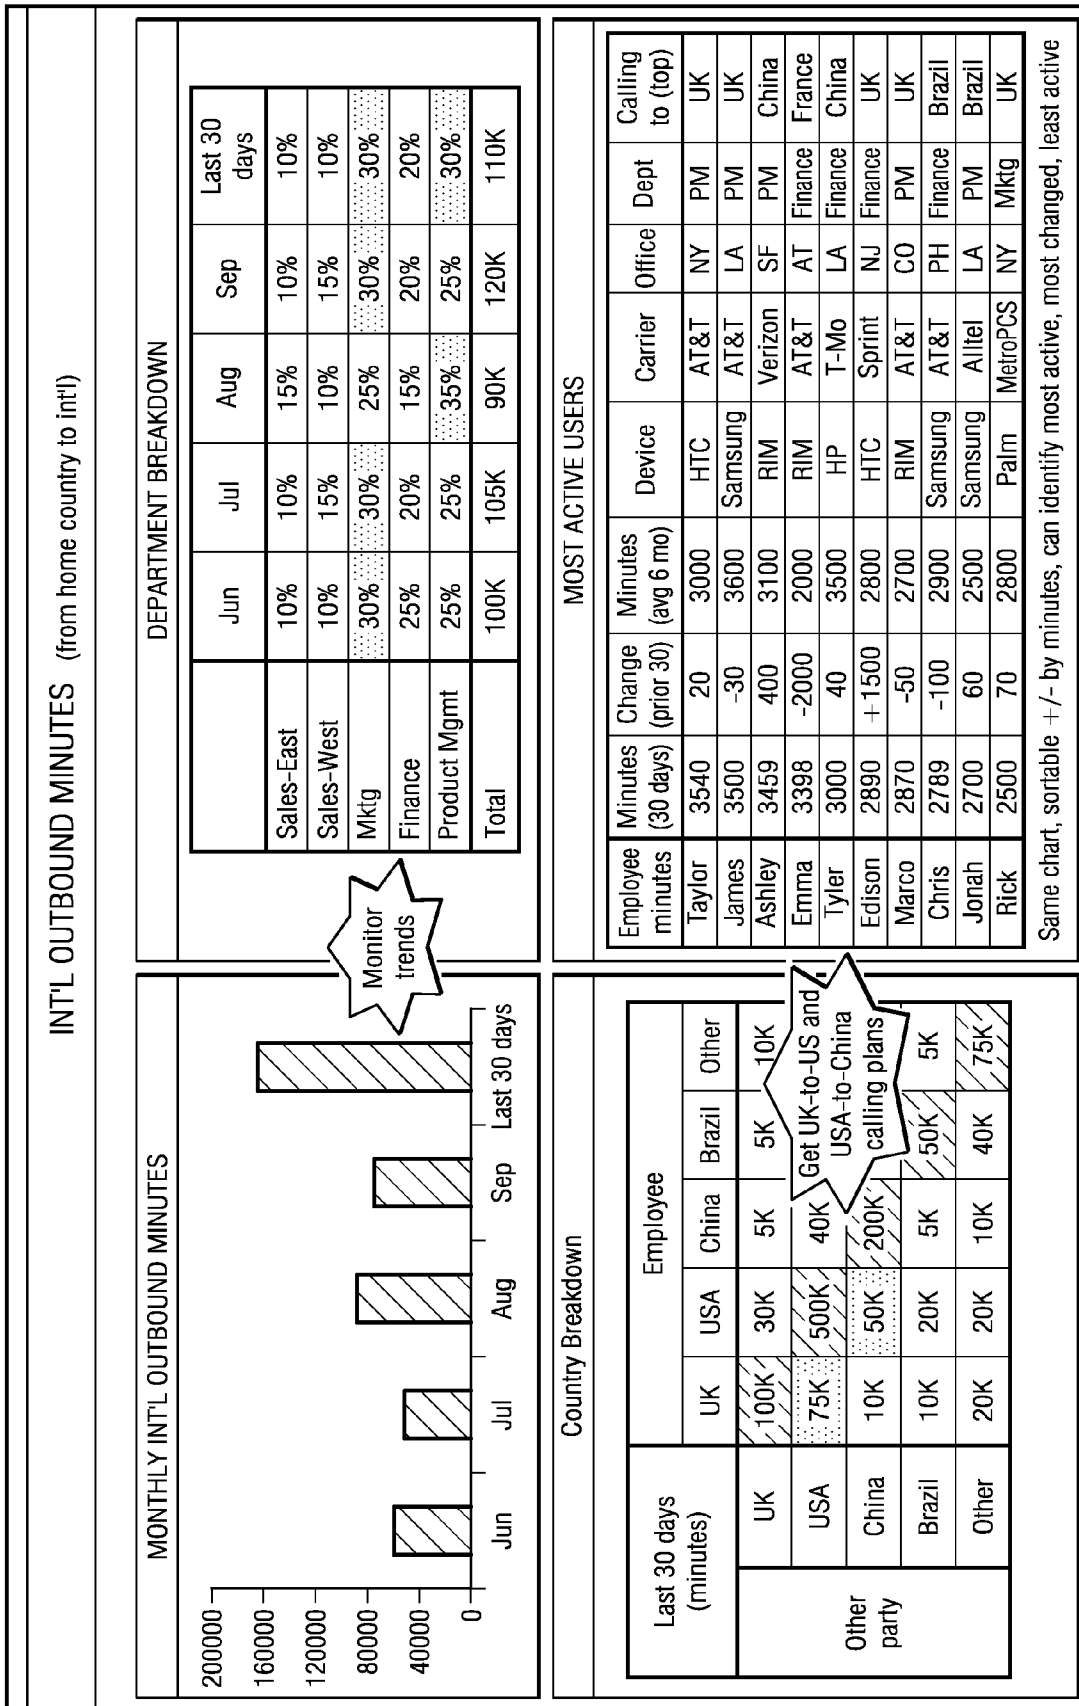 INT'L OUTBOUND MINUTES (from home country to int'l)
MONTHLY INT'L OUTBOUND MINUTES
200000
160000
120000
80000
40000
0
Jun Jul Aug Sep Last 30 days
Monitor
trends
DEPARTMENT BREAKDOWN
Jun Jul Aug Sep Last 30
days
Sales-East 10% 10% 15% 10% 10%
Sales-West 10% 15% 10% 15% 10%
Mktg 30% 30% 25% 30% 30%
Finance 25% 20% 15% 20% 20%
Product Mgmt 25% 25% 35% 25% 30%
Total 100K 105K 90K 120K 110K
Country Breakdown
Last 30 days
(minutes)
Employee
UK USA China Brazil Other
Other
party
UK 100K 30K 5K 5K 10K
USA 75K 500K 40K
China 10K 50K 200K
Brazil 10K 20K 5K 50K 5K
Other 20K 20K 10K 40K 75K
Get UK-to-US and
USA-to-China
calling plans
MOST ACTIVE USERS
Employee Minutes Change Minutes Device Carrier Office Dept Calling
minutes (30 days) (prior 30) (avg 6 mo) to (top)
Taylor 3540 20 3000 HTC AT&T NY PM UK
James 3500 -30 3600 Samsung AT&T LA PM UK
Ashley 3459 400 3100 RIM Verizon SF PM China
Emma 3398 -2000 2000 RIM AT&T AT Finance France
Tyler 3000 40 3500 HP T-Mo LA Finance China
Edison 2890 +1500 2800 HTC Sprint NJ Finance UK
Marco 2870 -50 2700 RIM AT&T CO PM UK
Chris 2789 -100 2900 Samsung AT&T PH Finance Brazil
Jonah 2700 60 2500 Samsung Alltel LA PM Brazil
Rick 2500 70 2800 Palm MetroPCS NY Mktg UK
Same chart, sortable +/- by minutes, can identify most active, most changed, least active